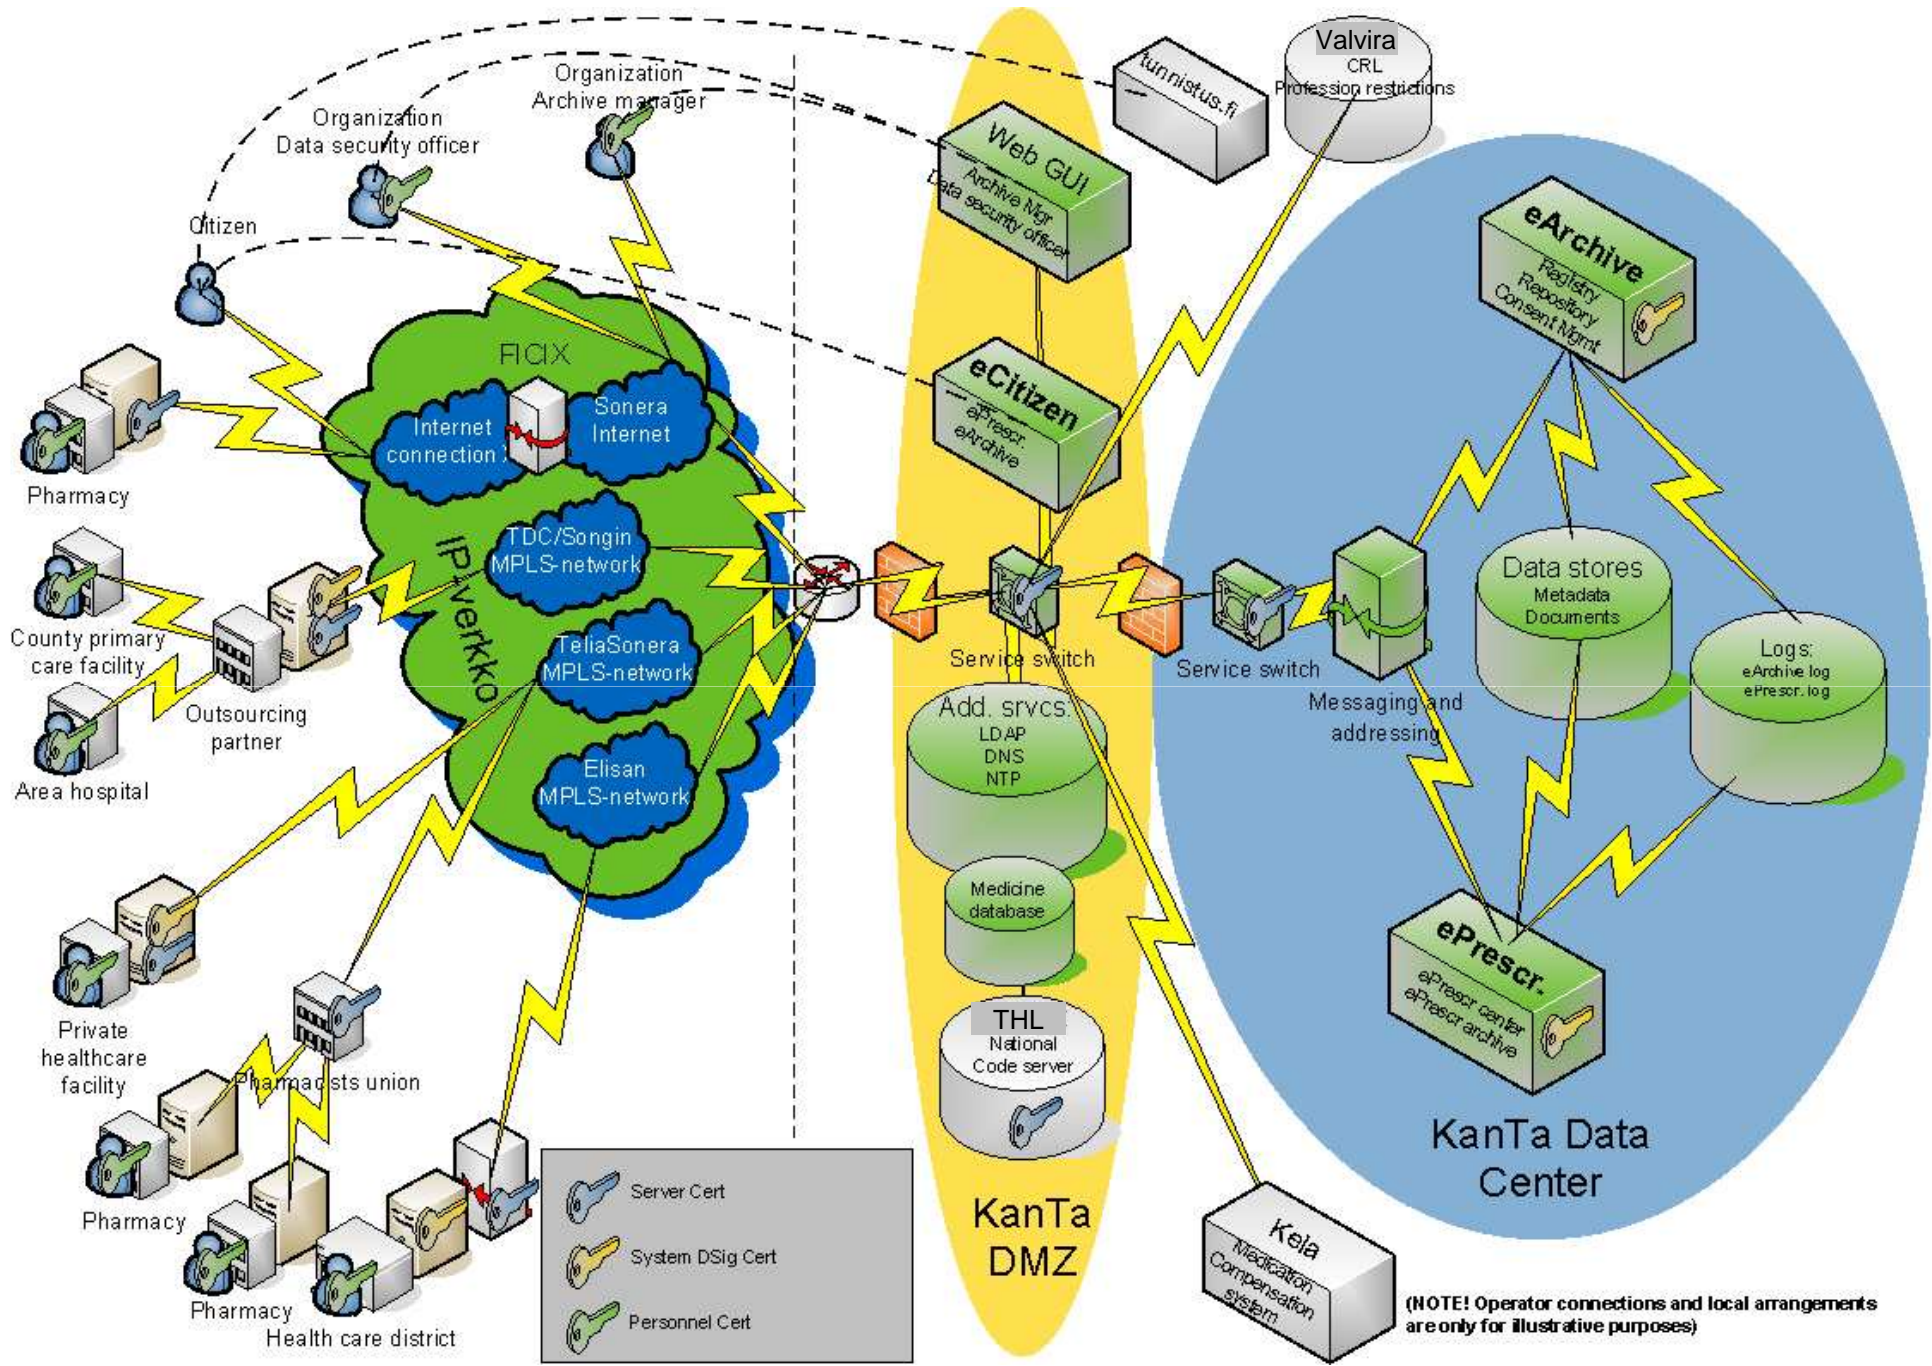 Organization
Archive manager
Organization
Data security officer
Citizen
tunnistus.fi
Valvira
CRL
Profession restrictions
Web GUI
Archive Mgr
Data security officer
eArchive
Registry
Repository
Consent Mgmt
FICIX
Internet
connection
Sonera
Internet
eCitizen
ePrescr.
eArchive
Pharmacy
IP-verkko
TDC/Songin
MPLS-network
TeliaSonera
MPLS-network
Elisan
MPLS-network
County primary
care facility
Outsourcing
partner
Area hospital
Service switch
Service switch
Messaging and
addressing
Data stores
Metadata
Documents
Logs:
eArchive log
ePrescr. log
Add. srvcs:
LDAP
DNS
NTP
Medicine
database
THL
National
Code server
ePrescr.
ePrescr center
ePrescr archive
Private
healthcare
facility
Pharmacists union
Pharmacy
Pharmacy
Health care district
Server Cert
System DSig Cert
Personnel Cert
KanTa
DMZ
KanTa Data
Center
Kela
Medication
Compensation
system
(NOTE! Operator connections and local arrangements
are only for illustrative purposes)